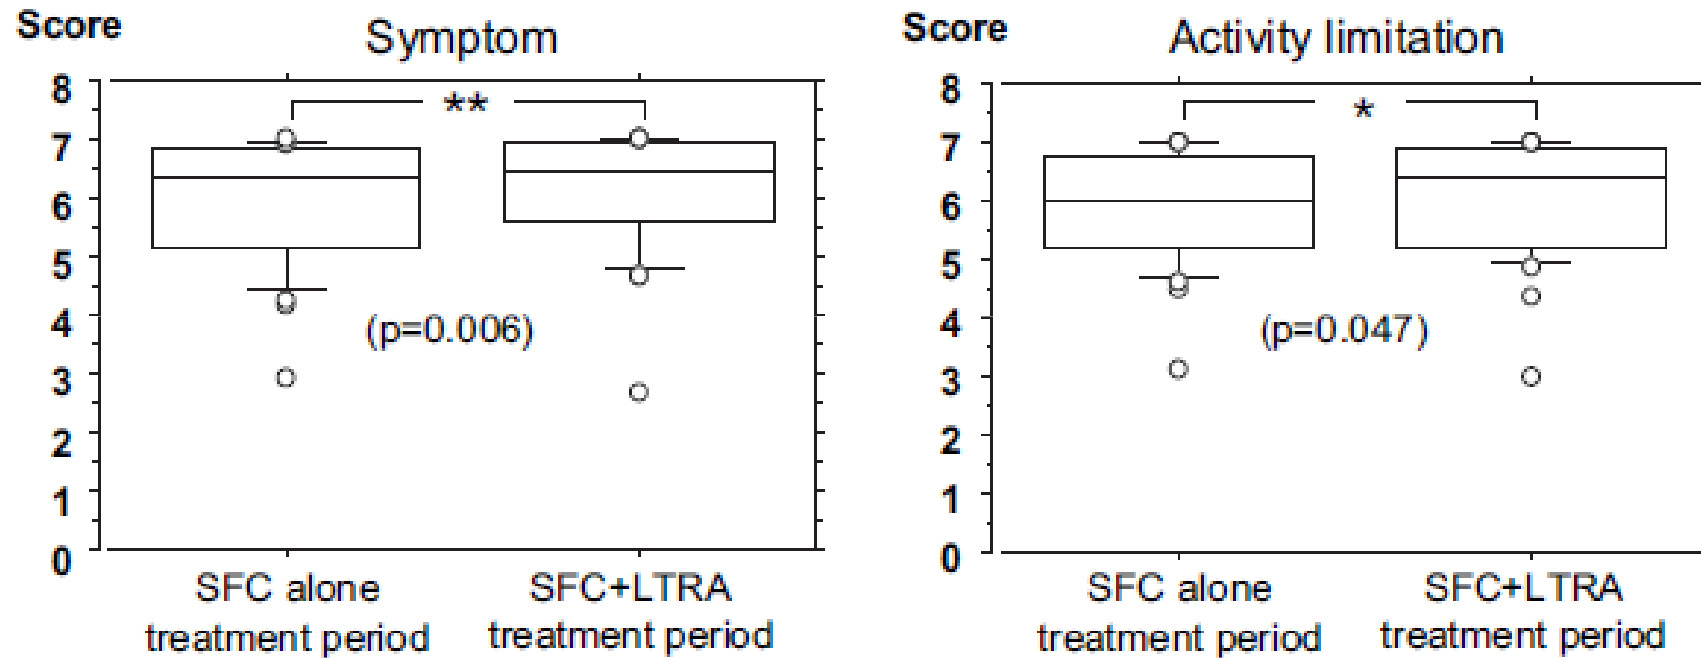 Score
Symptom
8
7
6
5
4
3
2
1
0
**
(p=0.006)
SFC alone
treatment period
SFC+LTRA
treatment period
Score
Activity limitation
8
7
6
5
4
3
2
1
0
*
(p=0.047)
SFC alone
treatment period
SFC+LTRA
treatment period